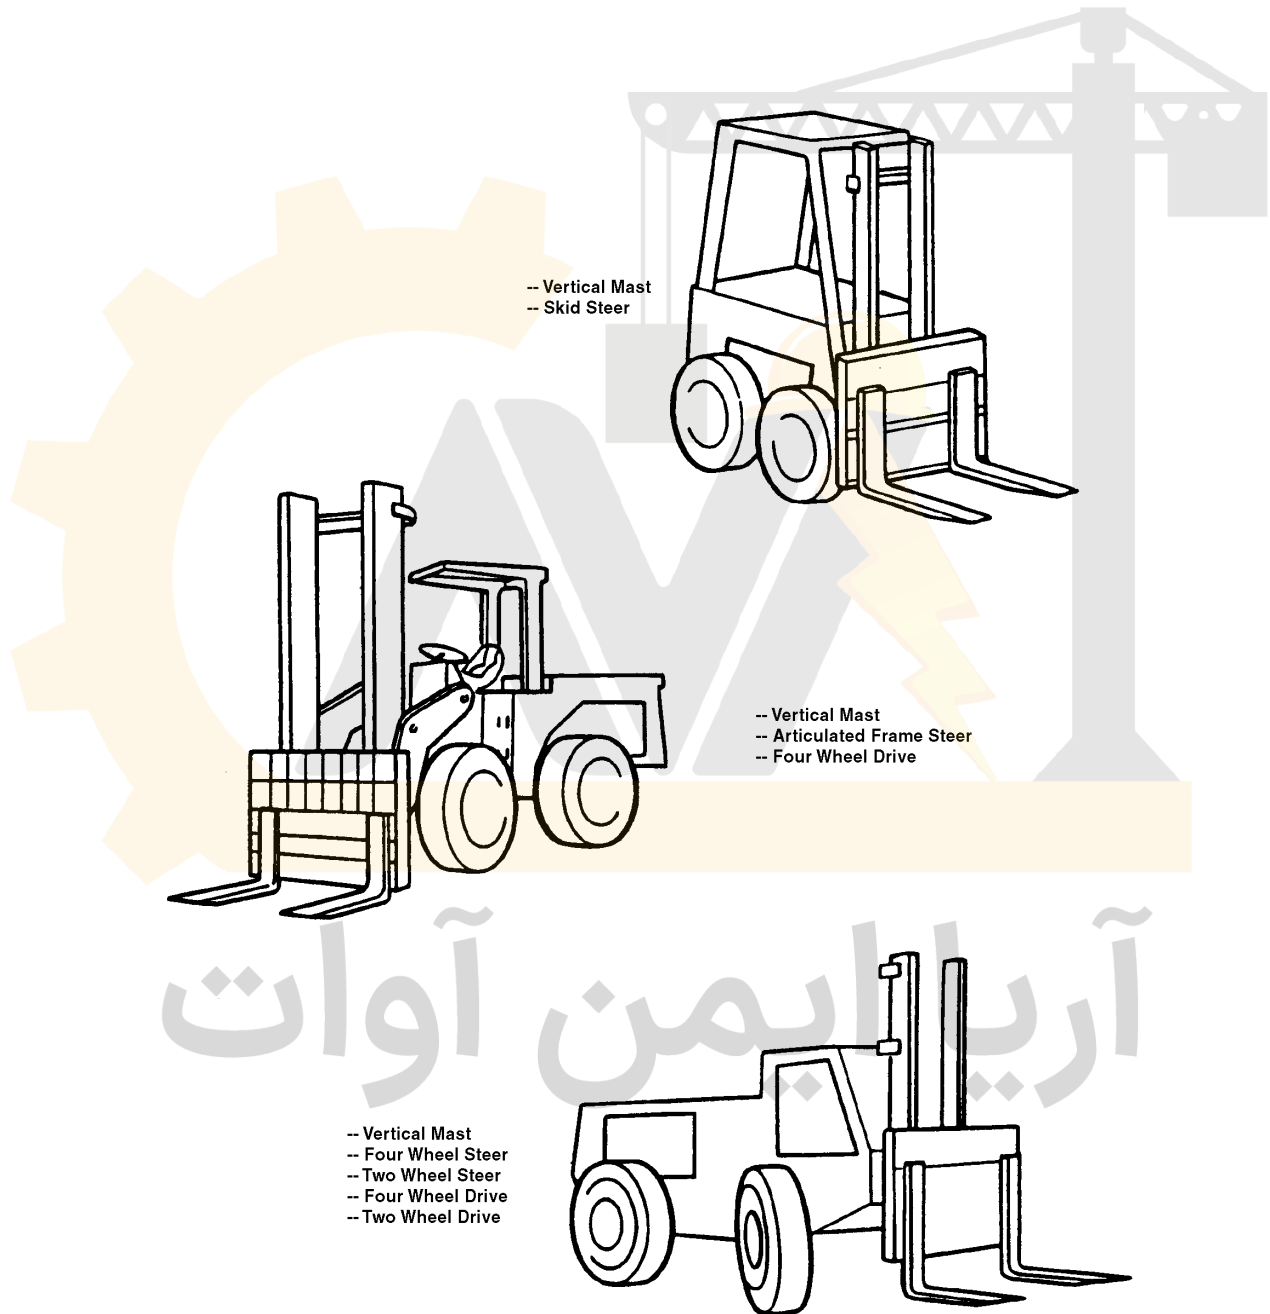 -- Vertical Mast
-- Skid Steer
-- Vertical Mast
-- Articulated Frame Steer
-- Four Wheel Drive
آریا ایمن آوات
-- Vertical Mast
-- Four Wheel Steer
-- Two Wheel Steer
-- Four Wheel Drive
-- Two Wheel Drive